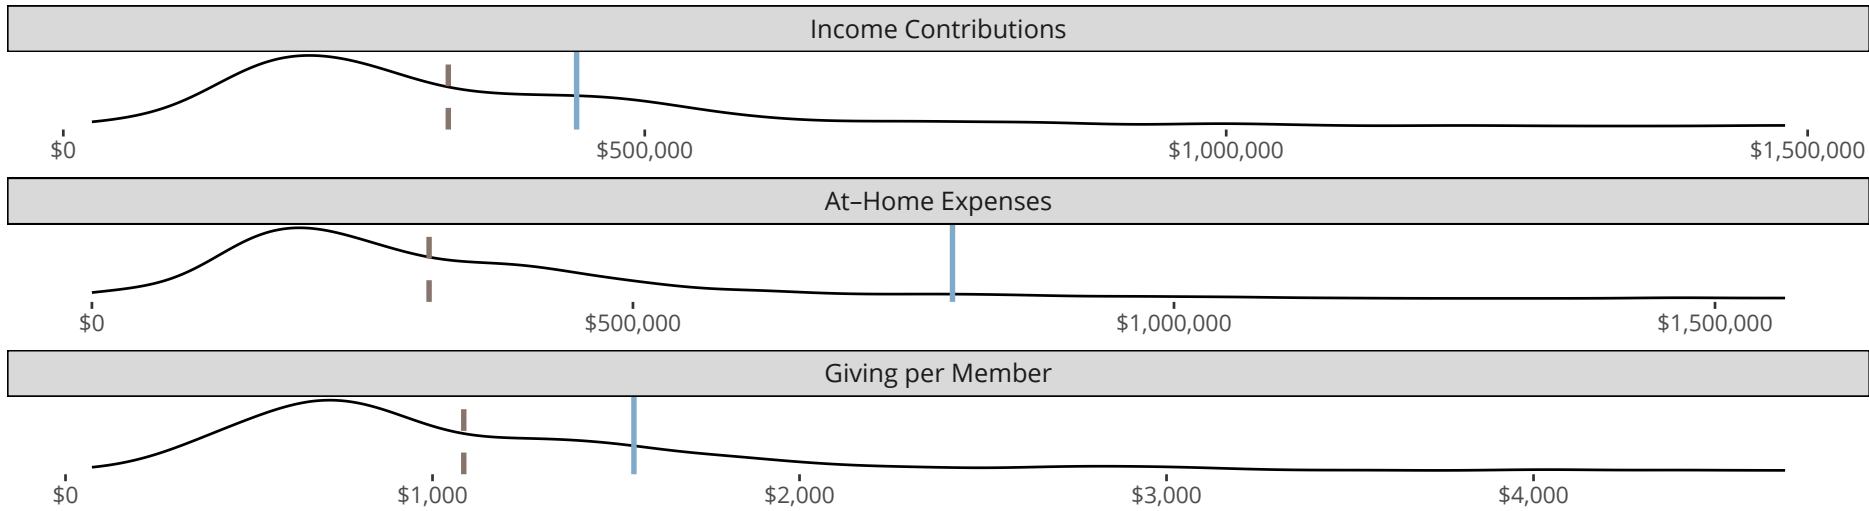 Income Contributions
$0 $500,000 $1,000,000 $1,500,000
At–Home Expenses
$0 $500,000 $1,000,000 $1,500,000
Giving per Member
$0 $1,000 $2,000 $3,000 $4,000